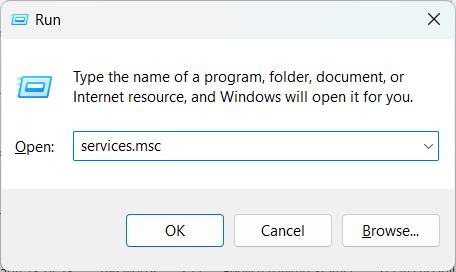 Run
Type the name of a program, folder, document, or
Internet resource, and Windows will open it for you.
Open: services.msc
OK Cancel Browse...